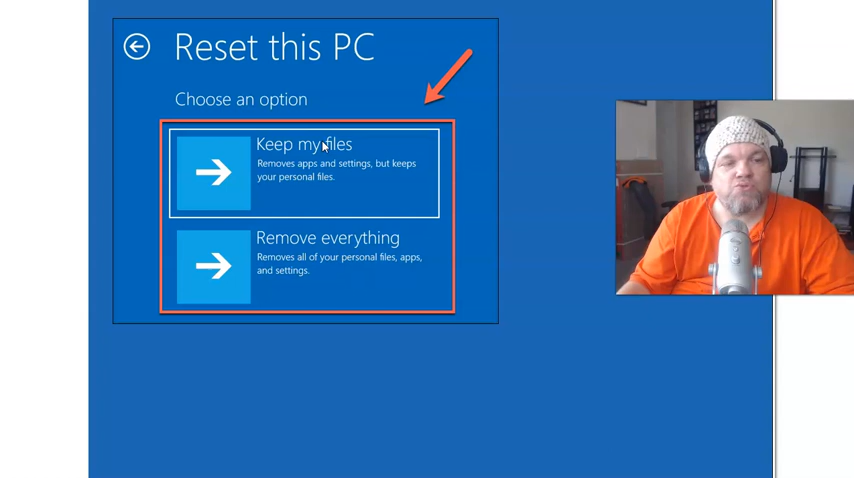 Reset this PC
Choose an option
Keep my files
Removes apps and settings, but keeps
your personal files.
Remove everything
Removes all of your personal files, apps,
and settings.